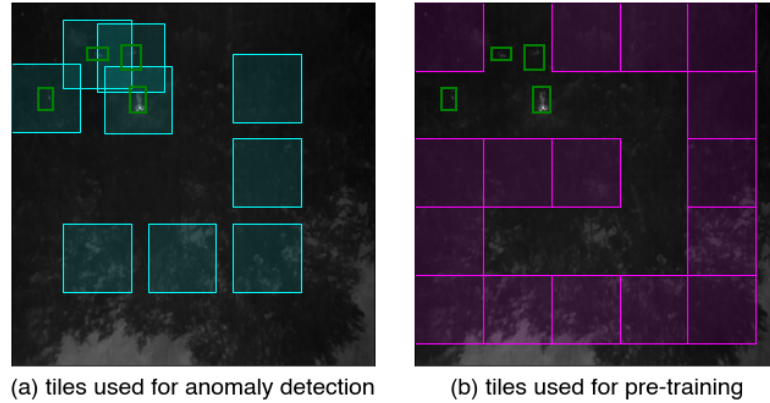 (a) tiles used for anomaly detection
(b) tiles used for pre-training